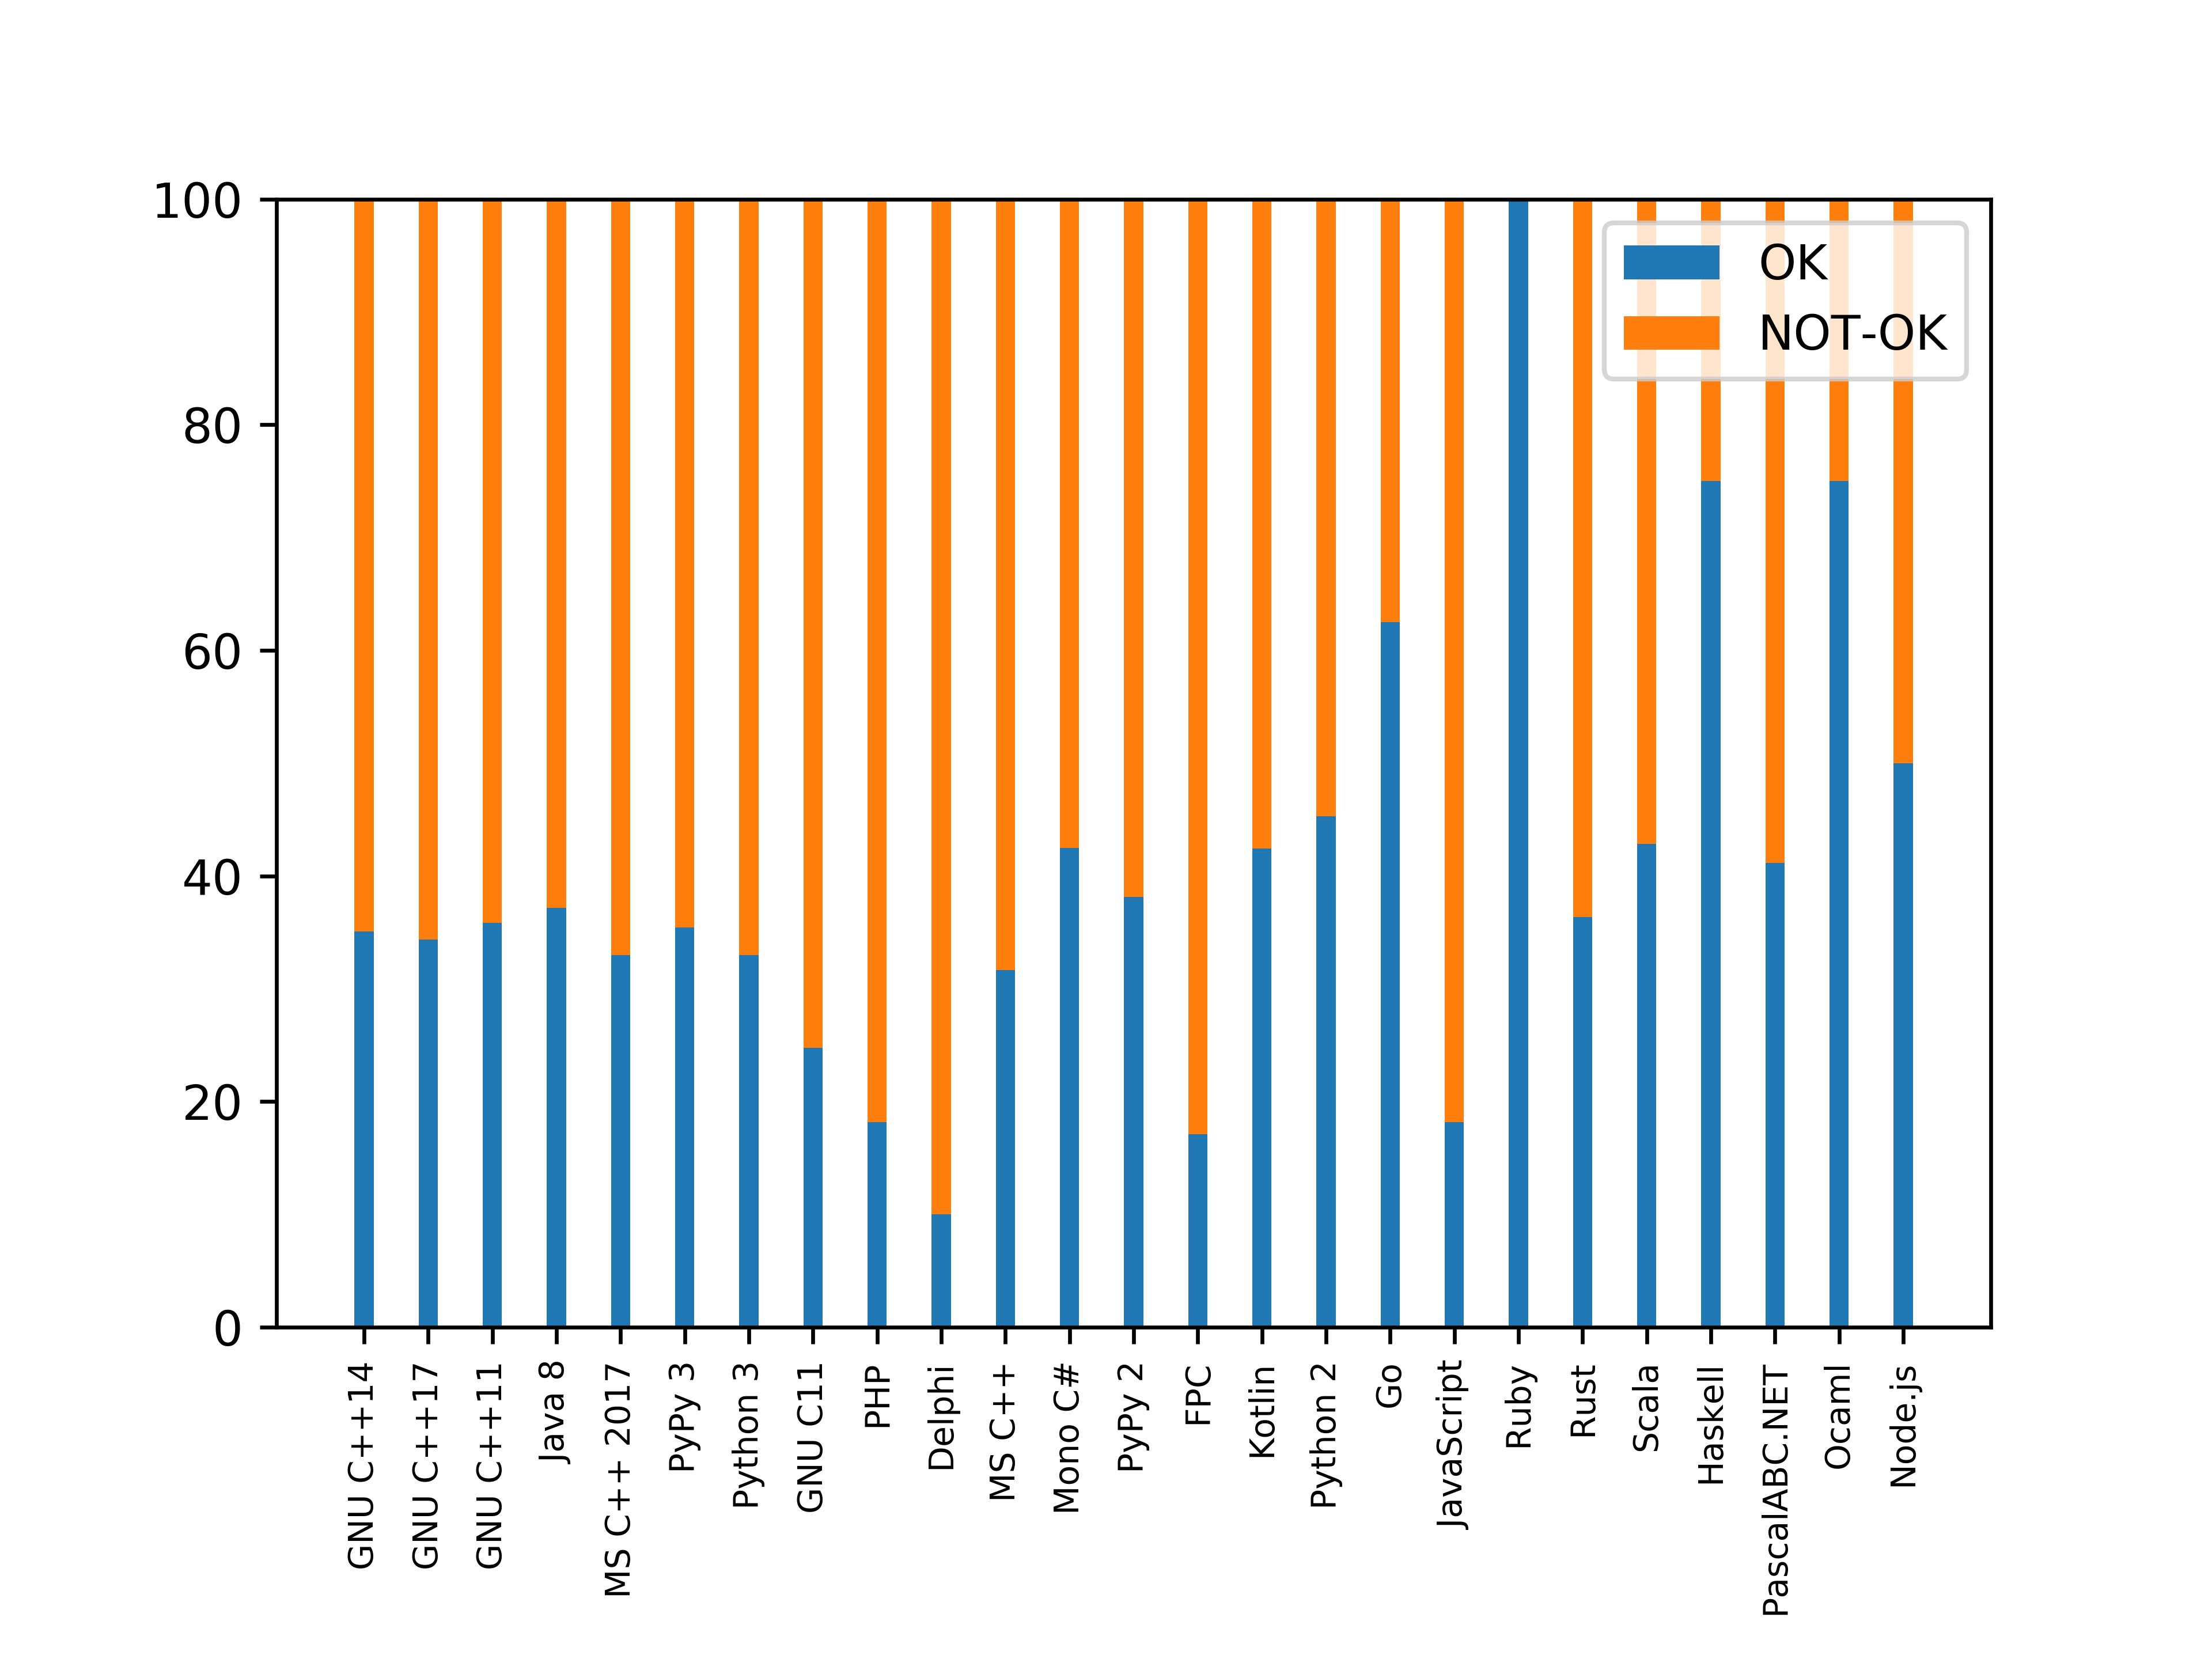 100
80
60
40
20
0
OK
NOT-OK
GNU C++14
GNU C++17
GNU C++11
Java 8
MS C++ 2017
PyPy 3
Python 3
GNU C11
PHP
Delphi
MS C++
Mono C#
PyPy 2
FPC
Kotlin
Python 2
Go
JavaScript
Ruby
Rust
Scala
Haskell
PascalABC.NET
Ocaml
Node.js